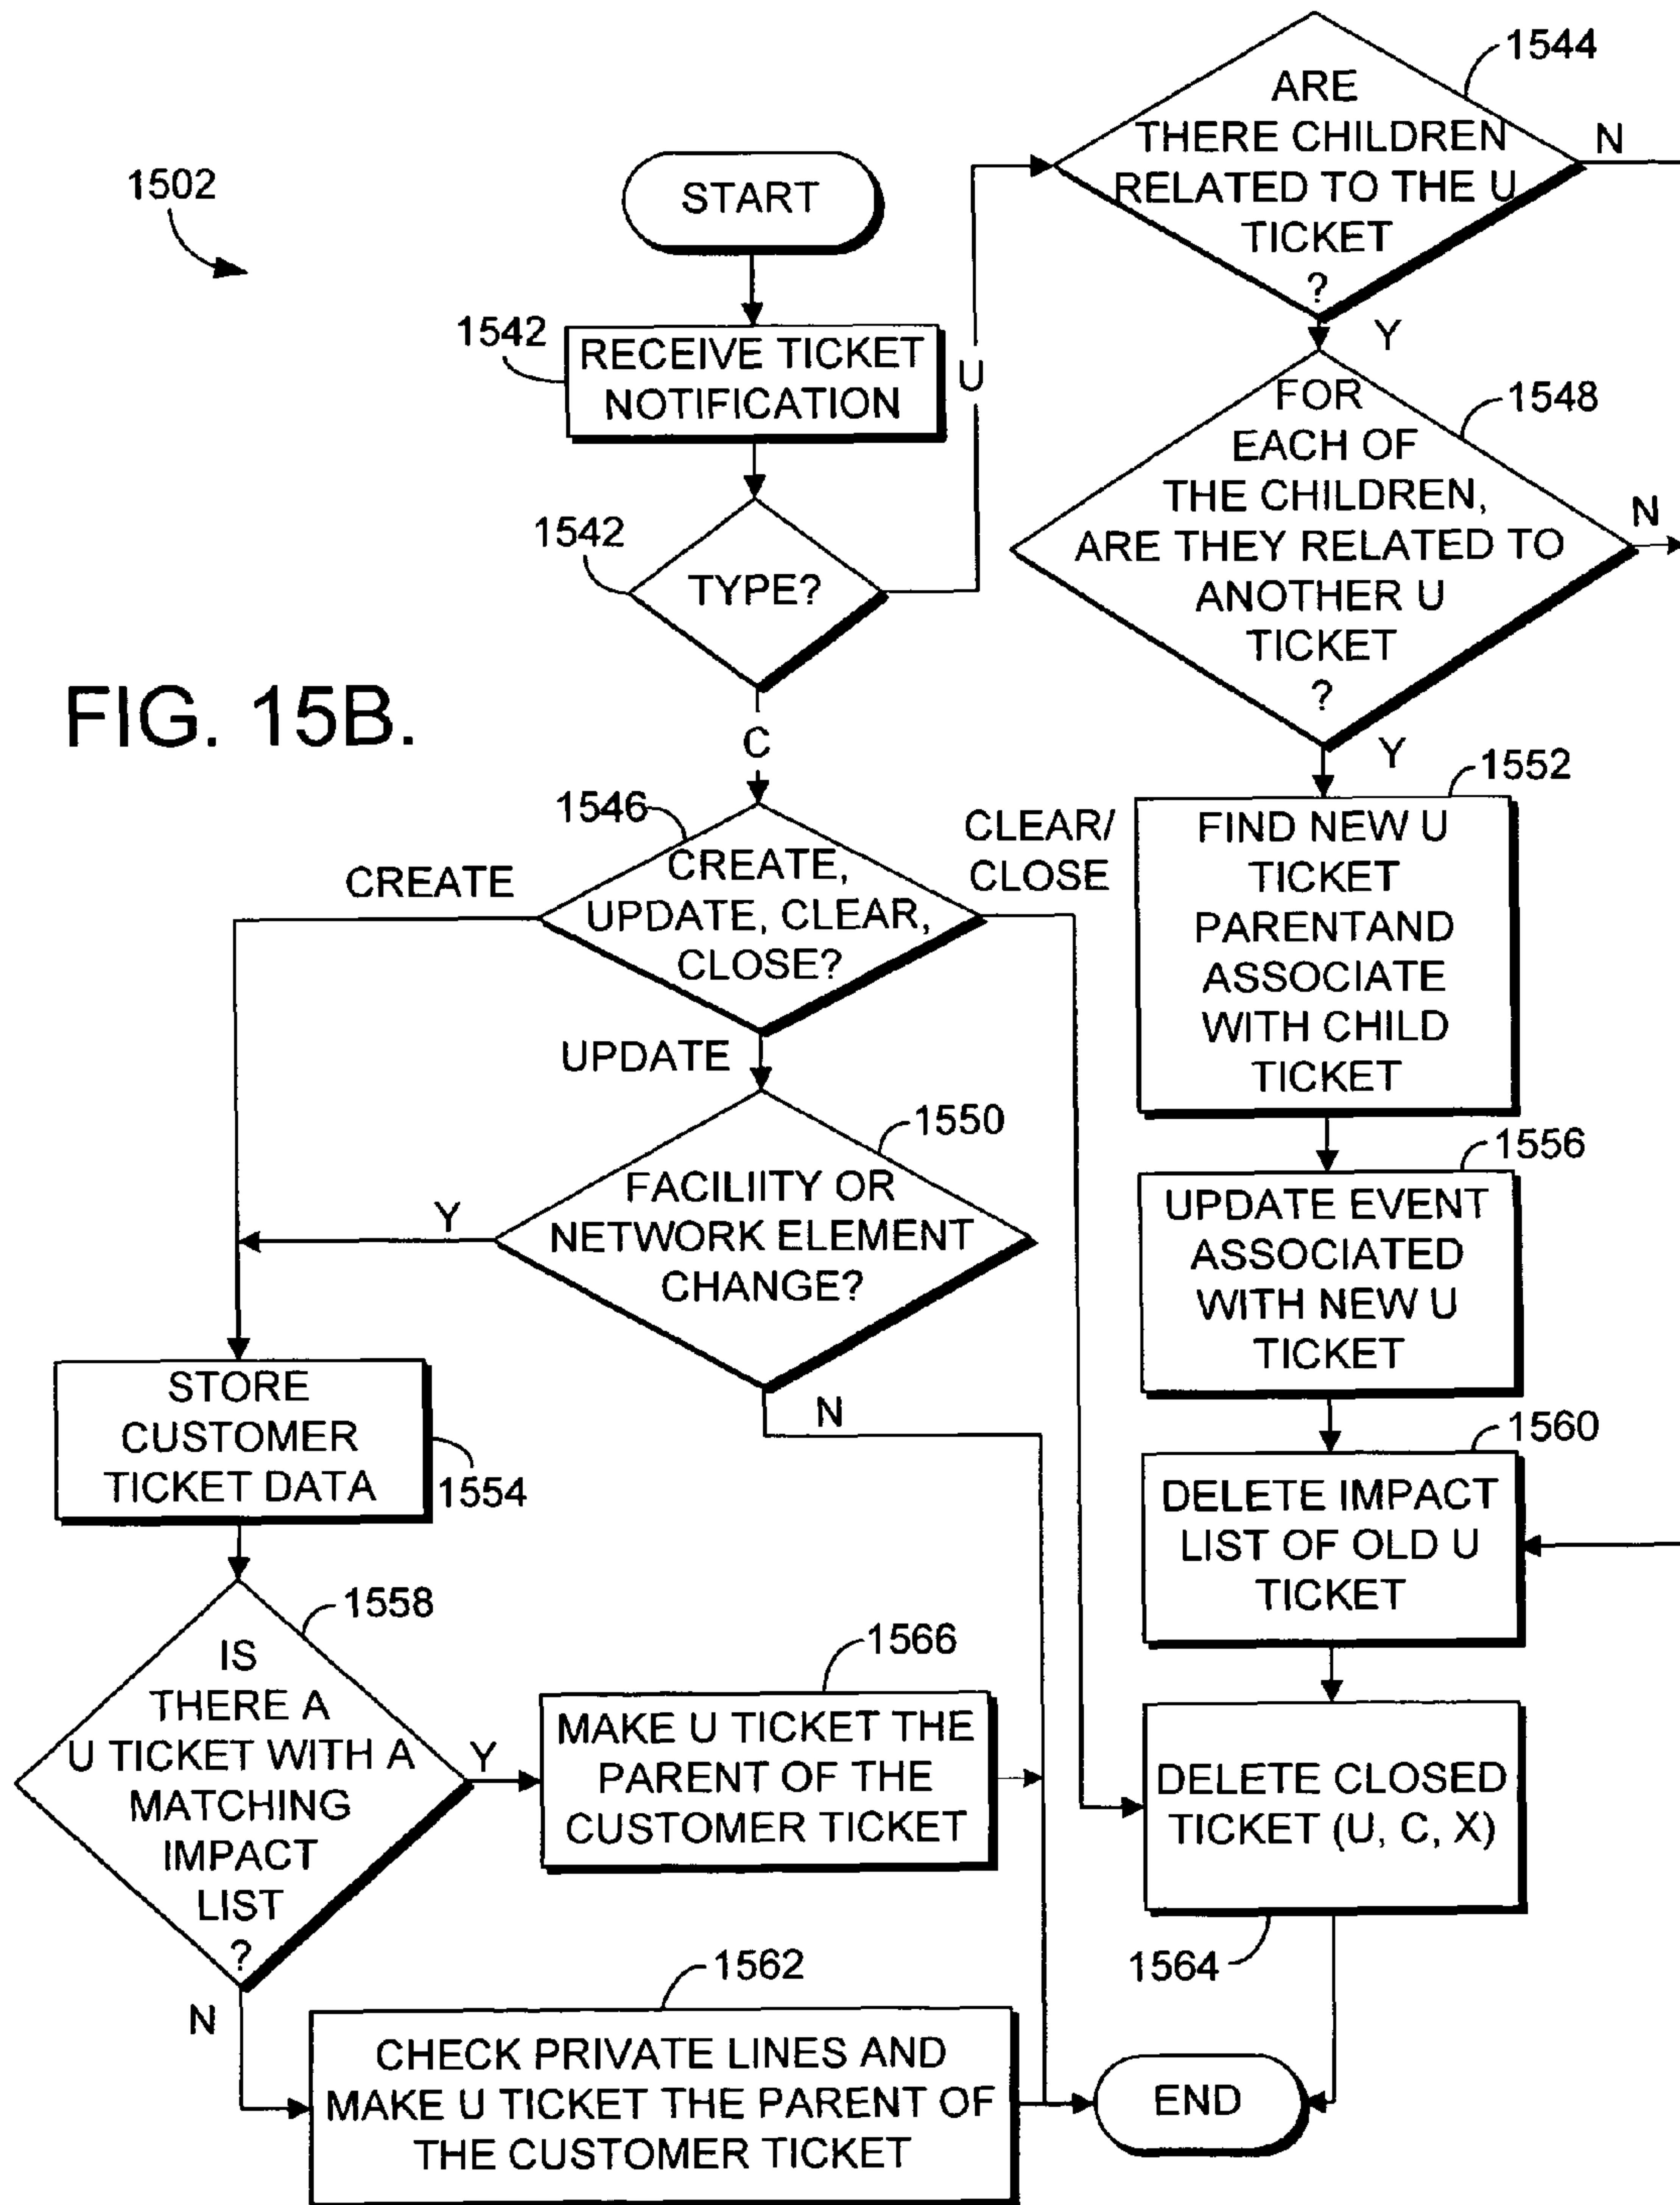 1502
START
1542
RECEIVE TICKET
NOTIFICATION
1542
TYPE?
U
C
FIG. 15B.
1544
ARE
THERE CHILDREN
RELATED TO THE U
TICKET
?
N
Y
1548
FOR
EACH OF
THE CHILDREN,
ARE THEY RELATED TO
ANOTHER U
TICKET
?
N
Y
1546
CREATE,
UPDATE, CLEAR,
CLOSE?
CREATE
CLEAR/
CLOSE
UPDATE
1552
FIND NEW U
TICKET
PARENTAND
ASSOCIATE
WITH CHILD
TICKET
1550
FACILIITY OR
NETWORK ELEMENT
CHANGE?
Y
N
1556
UPDATE EVENT
ASSOCIATED
WITH NEW U
TICKET
STORE
CUSTOMER
TICKET DATA
1554
1560
DELETE IMPACT
LIST OF OLD U
TICKET
1558
IS
THERE A
U TICKET WITH A
MATCHING
IMPACT
LIST
?
Y
N
1566
MAKE U TICKET THE
PARENT OF THE
CUSTOMER TICKET
DELETE CLOSED
TICKET (U, C, X)
1564
1562
CHECK PRIVATE LINES AND
MAKE U TICKET THE PARENT OF
THE CUSTOMER TICKET
END